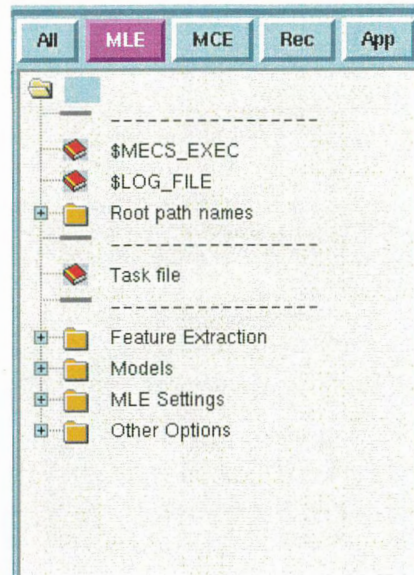 All MLE MCE Rec App
--------------------
$MECS_EXEC
$LOG_FILE
Root path names
--------------------
Task file
--------------------
Feature Extraction
Models
MLE Settings
Other Options